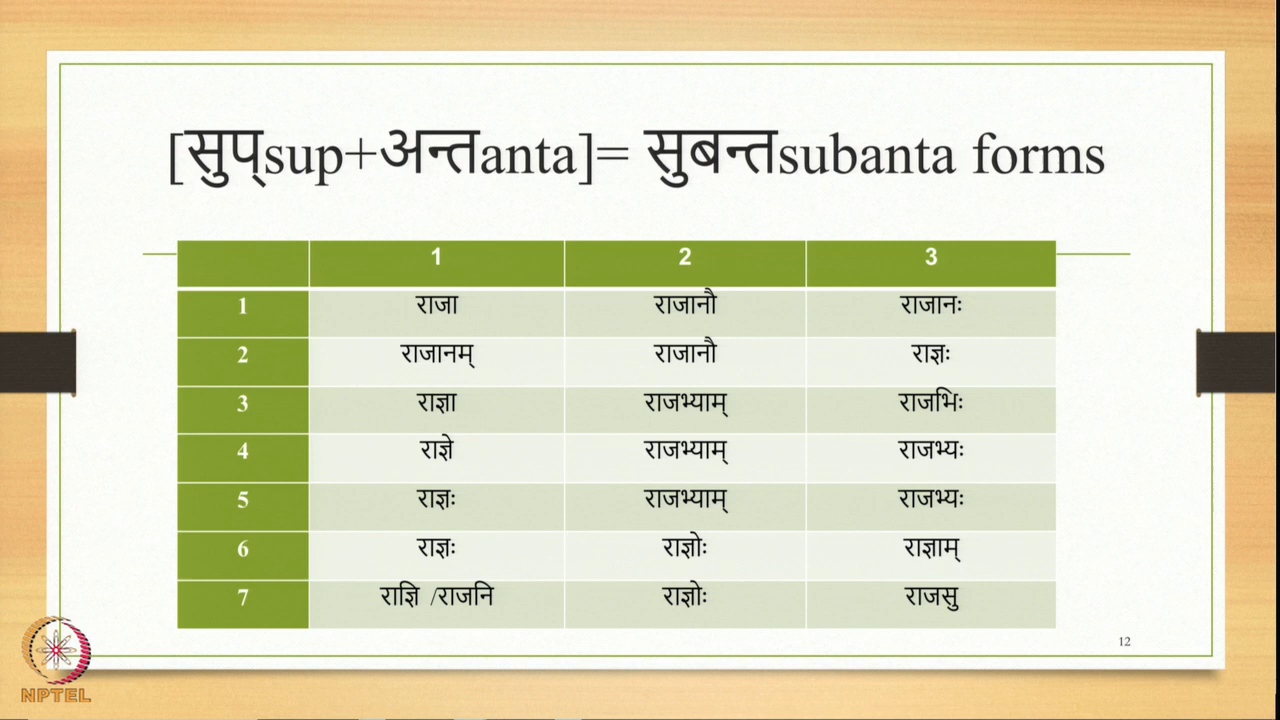 [सुप्sup+अन्तanta]= सुबन्तsubanta forms
1 2 3
1 राजा राजानौ राजानः
2 राजानम् राजानौ राज्ञः
3 राज्ञा राजभ्याम् राजभिः
4 राज्ञे राजभ्याम् राजभ्यः
5 राज्ञः राजभ्याम् राजभ्यः
6 राज्ञः राज्ञोः राज्ञाम्
7 राज्ञि /राजनि राज्ञोः राजसु
12
NPTEL